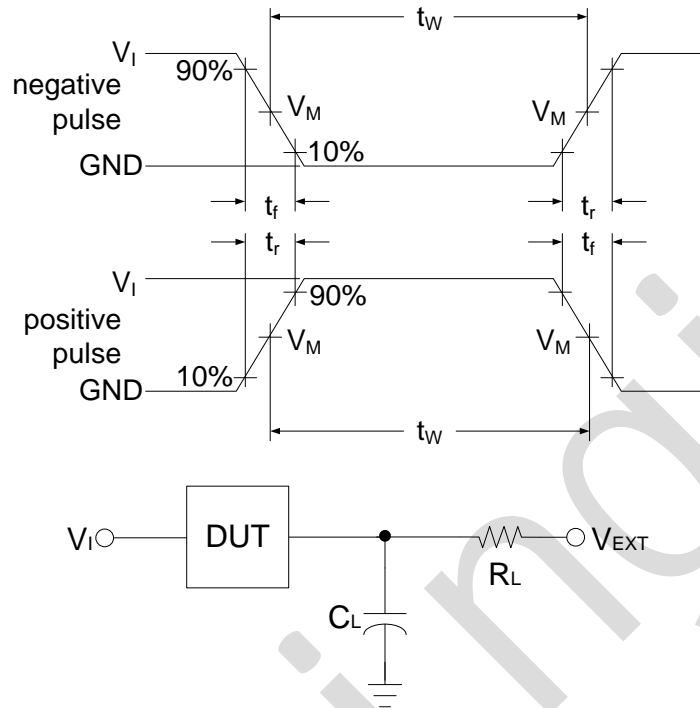 tW
VI
90%
negative
pulse
VM
VM
10%
GND
tf
tr
tr
tf
VI
90%
positive
pulse
VM
VM
10%
GND
tW
VI
DUT
VEXT
RL
CL